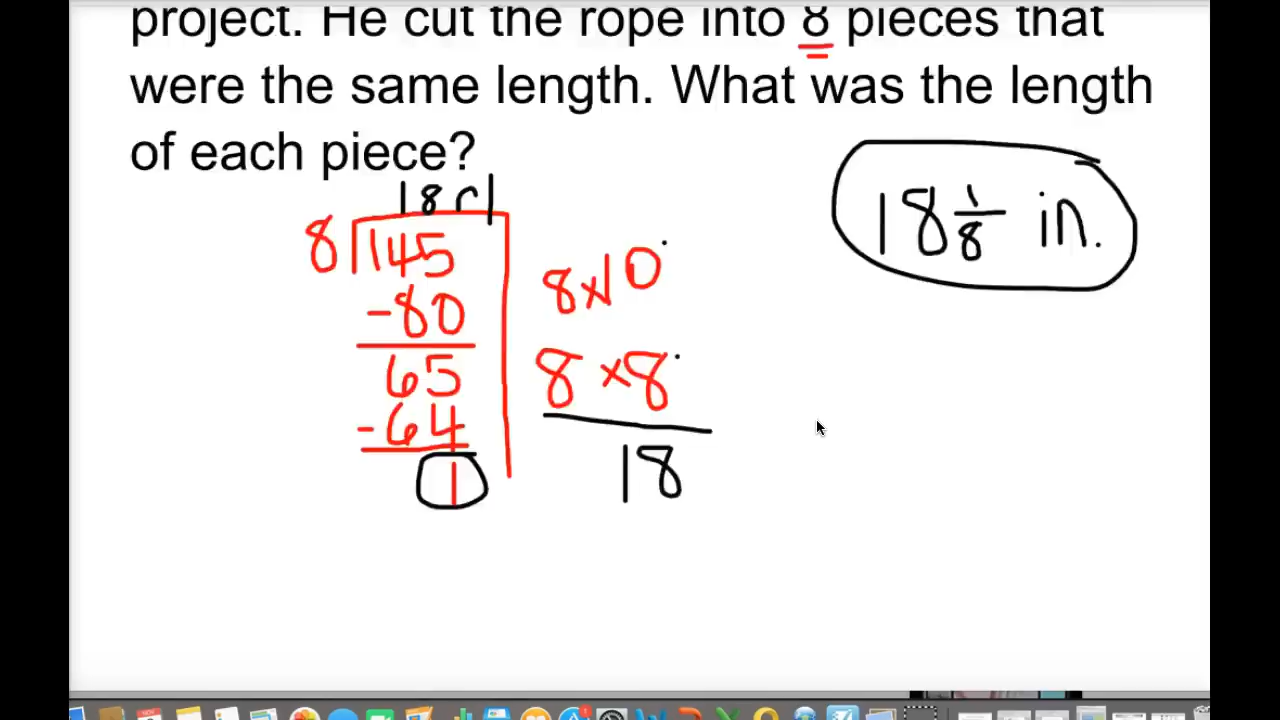 project. He cut the rope into 8 pieces that
were the same length. What was the length
of each piece?
18 r1
8 145
-80
65
-64
1
8x10
8x8
18
18 1/8 in.